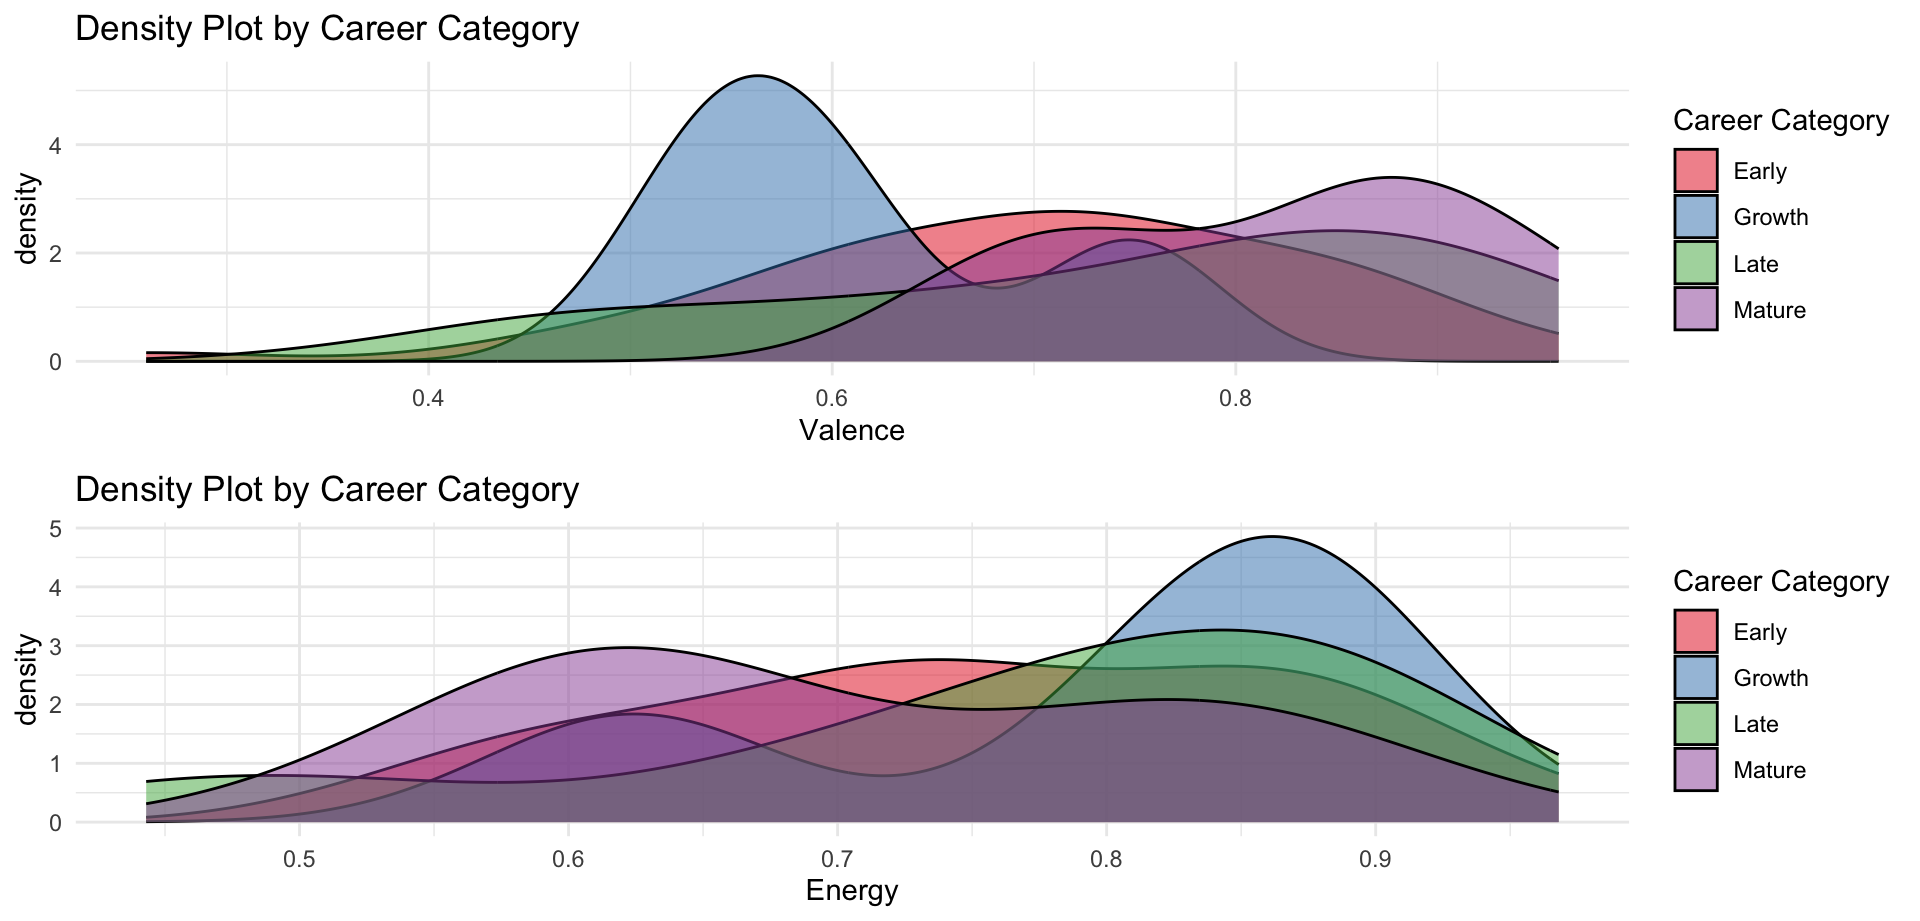 Density Plot by Career Category
density
4
2
0
0.4 0.6 0.8
Valence
Career Category
Early
Growth
Late
Mature
Density Plot by Career Category
density
5
4
3
2
1
0
0.5 0.6 0.7 0.8 0.9
Energy
Career Category
Early
Growth
Late
Mature